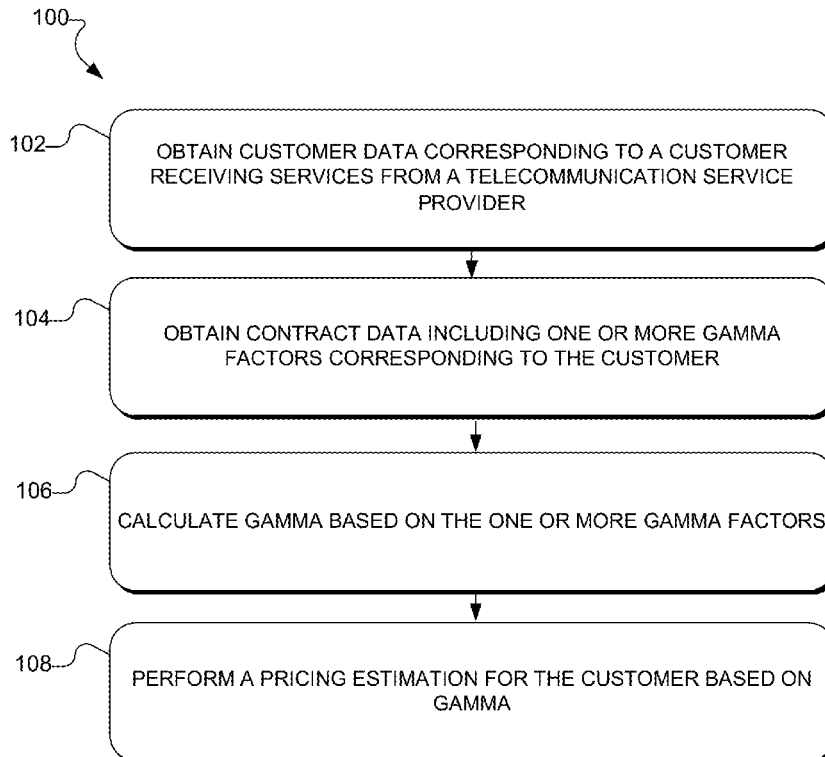 100
102
OBTAIN CUSTOMER DATA CORRESPONDING TO A CUSTOMER
RECEIVING SERVICES FROM A TELECOMMUNICATION SERVICE
PROVIDER
104
OBTAIN CONTRACT DATA INCLUDING ONE OR MORE GAMMA
FACTORS CORRESPONDING TO THE CUSTOMER
106
CALCULATE GAMMA BASED ON THE ONE OR MORE GAMMA FACTORS
108
PERFORM A PRICING ESTIMATION FOR THE CUSTOMER BASED ON
GAMMA